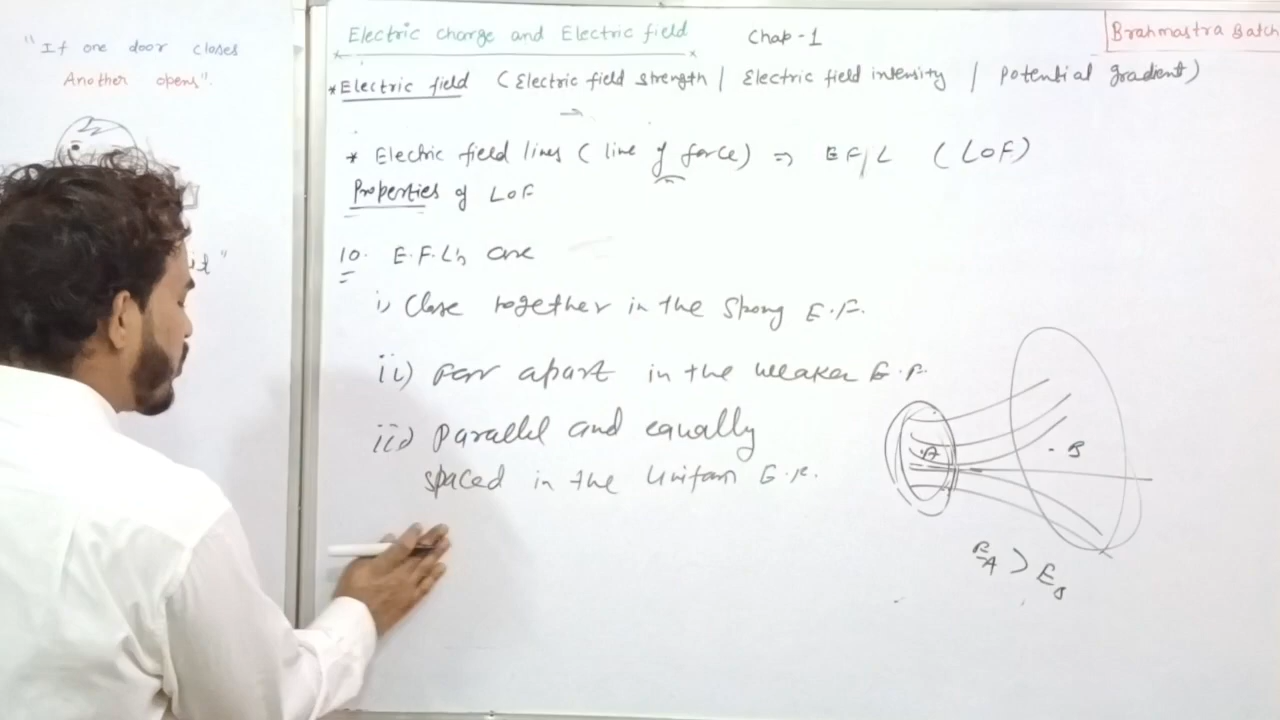 "If one door closes
Another opens".
it"
Electric charge and Electric field Chap-1
Brahmastra Batch
* Electric field (Electric field strength / Electric field intensity / potential gradient)
* Electric field lines (line of force) ⇒ EF/L (LOF)
Properties of LOF
10. E.F.L's are
i) Close together in the strong E.F.
ii) Far apart in the weaker E.F.
iii) parallel and equally
spaced in the Uniform E.F.
A
B
EA > EB